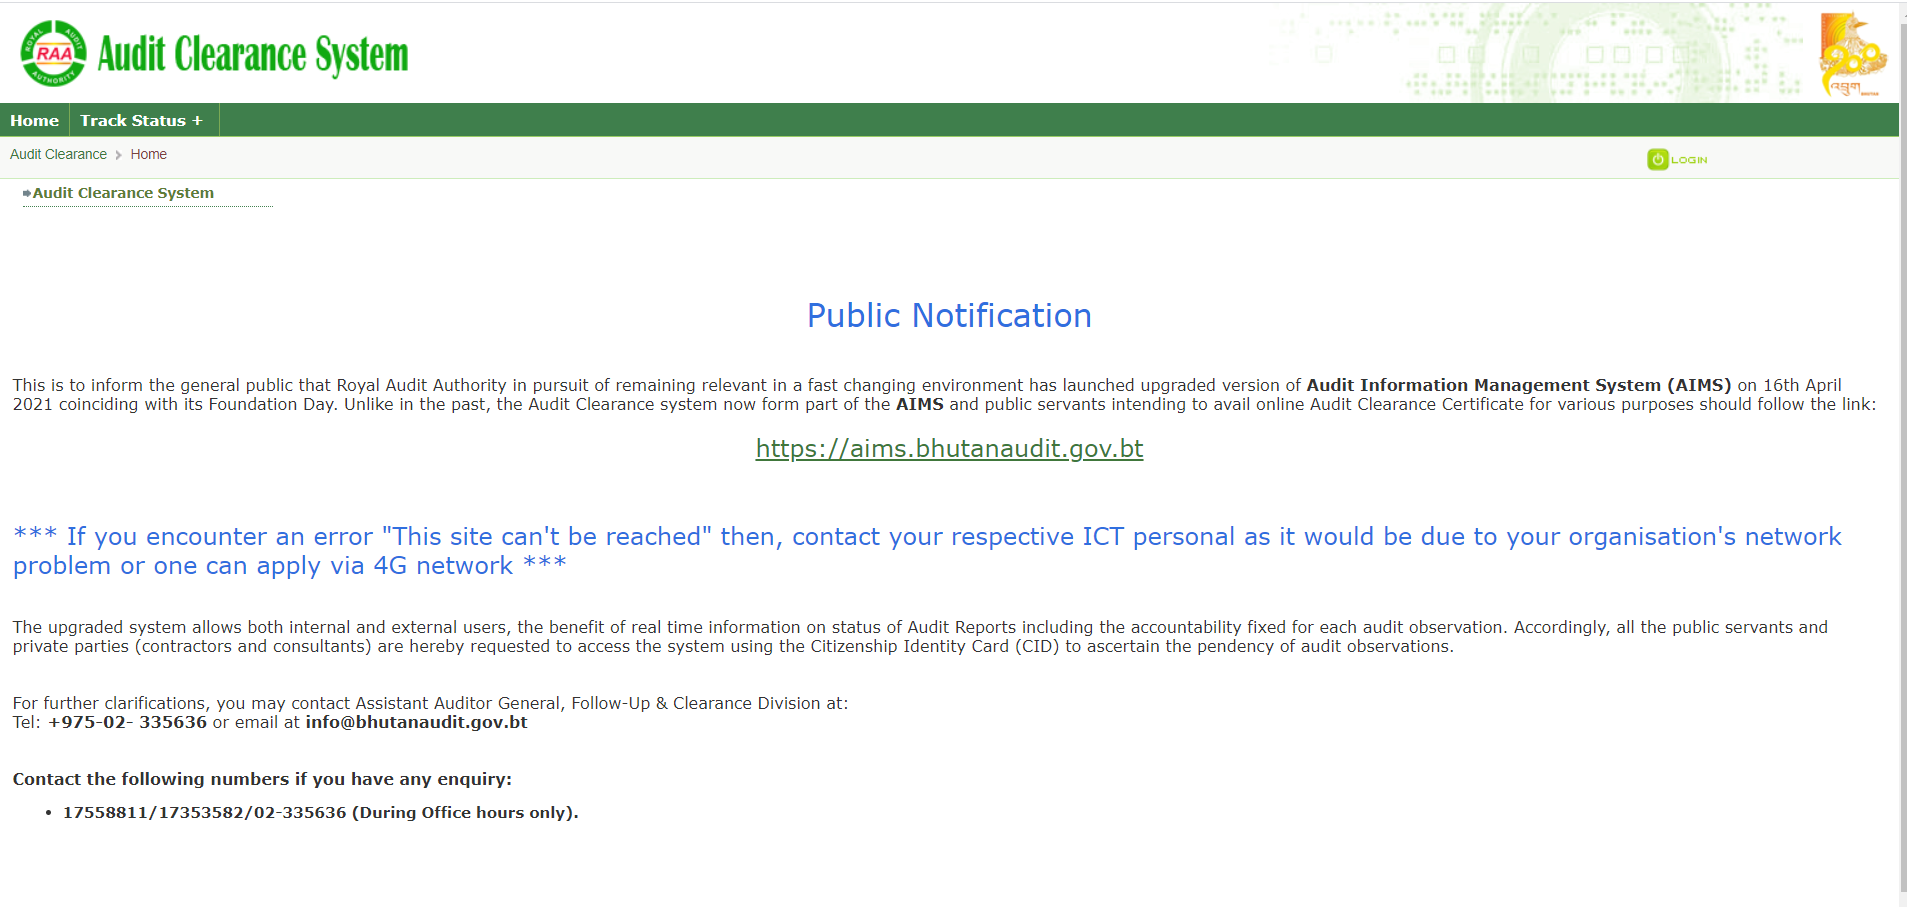 ROYAL AUDIT
RAA
AUTHORITY
Audit Clearance System
Home
Track Status +
Audit Clearance
Home
LOGIN
Audit Clearance System
Public Notification
This is to inform the general public that Royal Audit Authority in pursuit of remaining relevant in a fast changing environment has launched upgraded version of Audit Information Management System (AIMS) on 16th April
2021 coinciding with its Foundation Day. Unlike in the past, the Audit Clearance system now form part of the AIMS and public servants intending to avail online Audit Clearance Certificate for various purposes should follow the link:
https://aims.bhutanaudit.gov.bt
*** If you encounter an error "This site can't be reached" then, contact your respective ICT personal as it would be due to your organisation's network
problem or one can apply via 4G network ***
The upgraded system allows both internal and external users, the benefit of real time information on status of Audit Reports including the accountability fixed for each audit observation. Accordingly, all the public servants and
private parties (contractors and consultants) are hereby requested to access the system using the Citizenship Identity Card (CID) to ascertain the pendency of audit observations.
For further clarifications, you may contact Assistant Auditor General, Follow-Up & Clearance Division at:
Tel: +975-02- 335636 or email at info@bhutanaudit.gov.bt
Contact the following numbers if you have any enquiry:
• 17558811/17353582/02-335636 (During Office hours only).